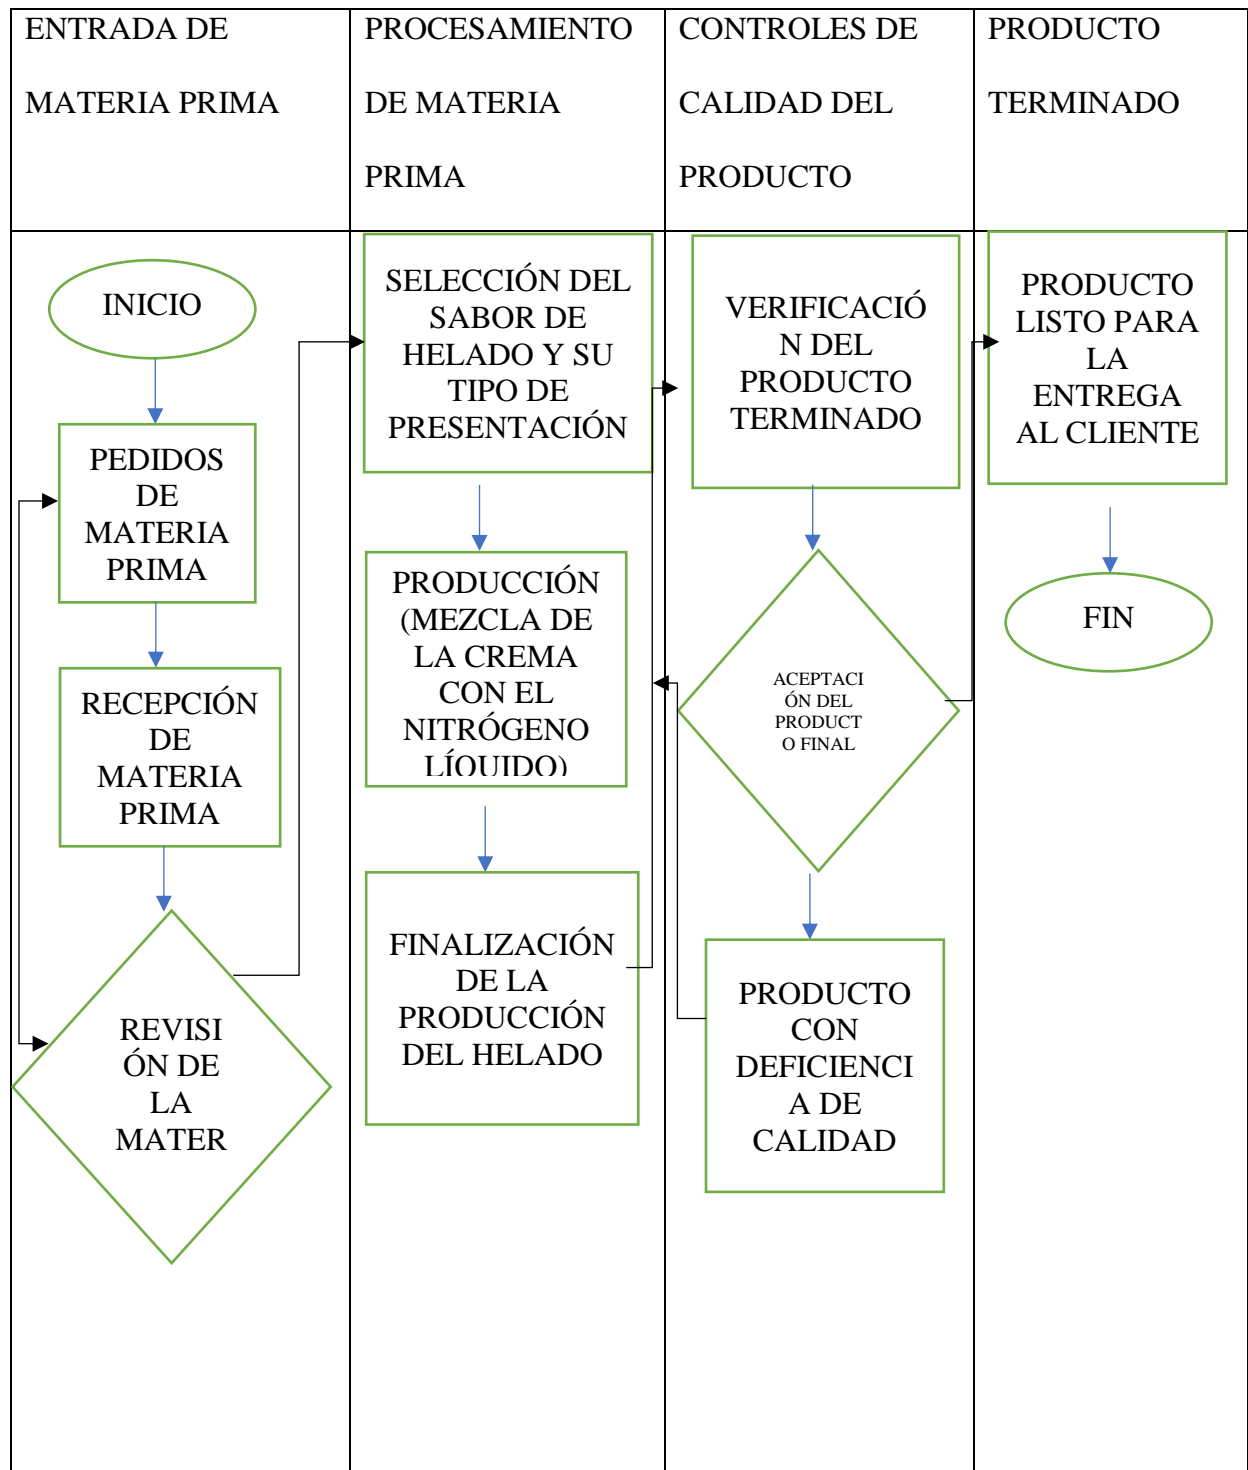 ENTRADA DE
MATERIA PRIMA
PROCESAMIENTO
DE MATERIA
PRIMA
CONTROLES DE
CALIDAD DEL
PRODUCTO
PRODUCTO
TERMINADO
INICIO
PEDIDOS
DE
MATERIA
PRIMA
RECEPCIÓN
DE
MATERIA
PRIMA
REVISI
ÓN DE
LA
MATER
SELECCIÓN DEL
SABOR DE
HELADO Y SU
TIPO DE
PRESENTACIÓN
PRODUCCIÓN
(MEZCLA DE
LA CREMA
CON EL
NITRÓGENO
LÍQUIDO)
FINALIZACIÓN
DE LA
PRODUCCIÓN
DEL HELADO
VERIFICACIÓ
N DEL
PRODUCTO
TERMINADO
ACEPTACI
ÓN DEL
PRODUCT
O FINAL
PRODUCTO
CON
DEFICIENCI
A DE
CALIDAD
PRODUCTO
LISTO PARA
LA
ENTREGA
AL CLIENTE
FIN